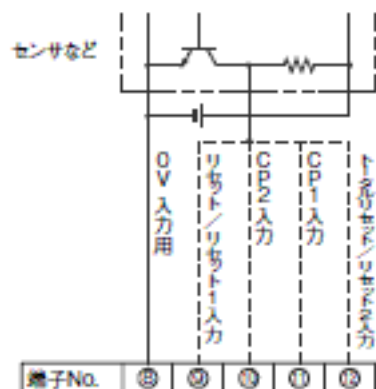 センサなど
0V入力用
リセット/リセット1入力
CP2入力
CP1入力
トータルリセット/リセット2入力
端子No. ⑧ ⑨ ⑩ ⑪ ⑫